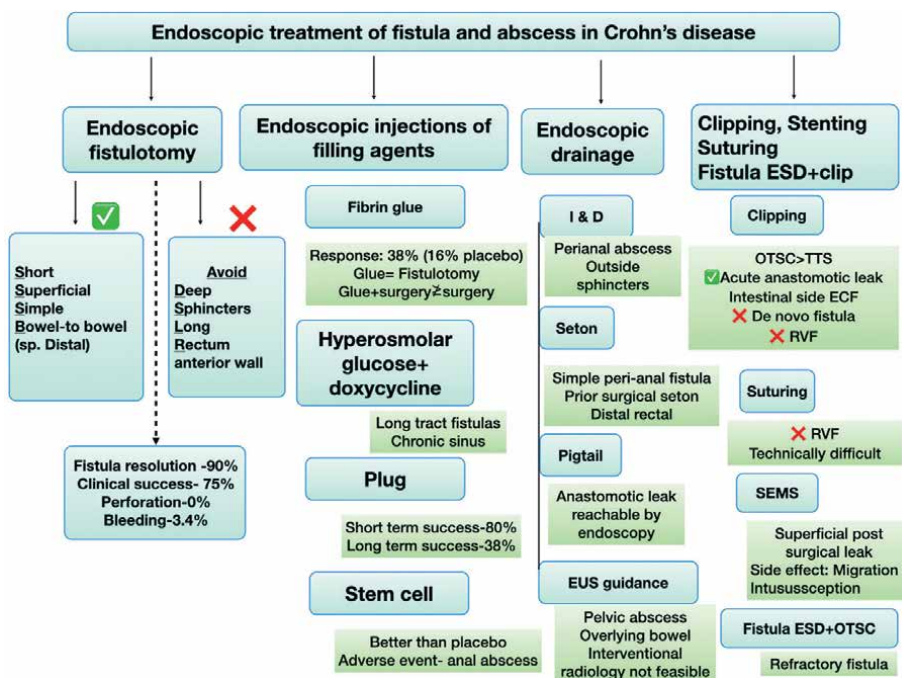 Endoscopic treatment of fistula and abscess in Crohn's disease
Endoscopic
fistulotomy
Short
Superficial
Simple
Bowel-to bowel
(sp. Distal)
Avoid
Deep
Sphincters
Long
Rectum
anterior wall
Fistula resolution -90%
Clinical success- 75%
Perforation-0%
Bleeding-3.4%
Endoscopic injections of
filling agents
Fibrin glue
Response: 38% (16% placebo)
Glue= Fistulotomy
Glue+surgery≱surgery
Hyperosmolar
glucose+
doxycycline
Long tract fistulas
Chronic sinus
Plug
Short term success-80%
Long term success-38%
Stem cell
Better than placebo
Adverse event- anal abscess
Endoscopic
drainage
I & D
Perianal abscess
Outside
sphincters
Seton
Simple peri-anal fistula
Prior surgical seton
Distal rectal
Pigtail
Anastomotic leak
reachable by
endoscopy
EUS guidance
Pelvic abscess
Overlying bowel
Interventional
radiology not feasible
Clipping, Stenting
Suturing
Fistula ESD+clip
Clipping
OTSC>TTS
✅Acute anastomotic leak
Intestinal side ECF
❌ De novo fistula
❌ RVF
Suturing
❌ RVF
Technically difficult
SEMS
Superficial post
surgical leak
Side effect: Migration
Intussusception
Fistula ESD+OTSC
Refractory fistula